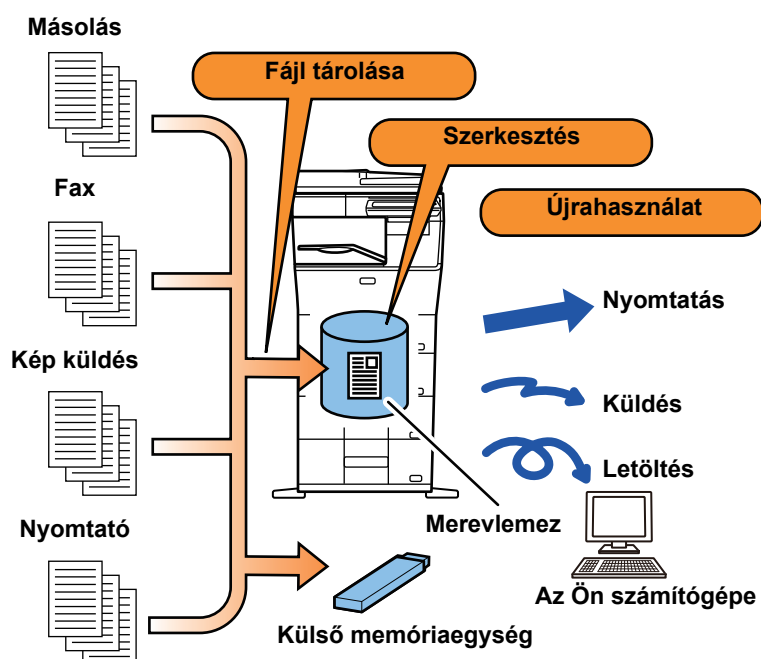 Másolás
Fájl tárolása
Szerkesztés
Fax
Újrahasználat
Nyomtatás
Kép küldés
Küldés
Letöltés
Merevlemez
Nyomtató
Az Ön számítógépe
Külső memóriaegység